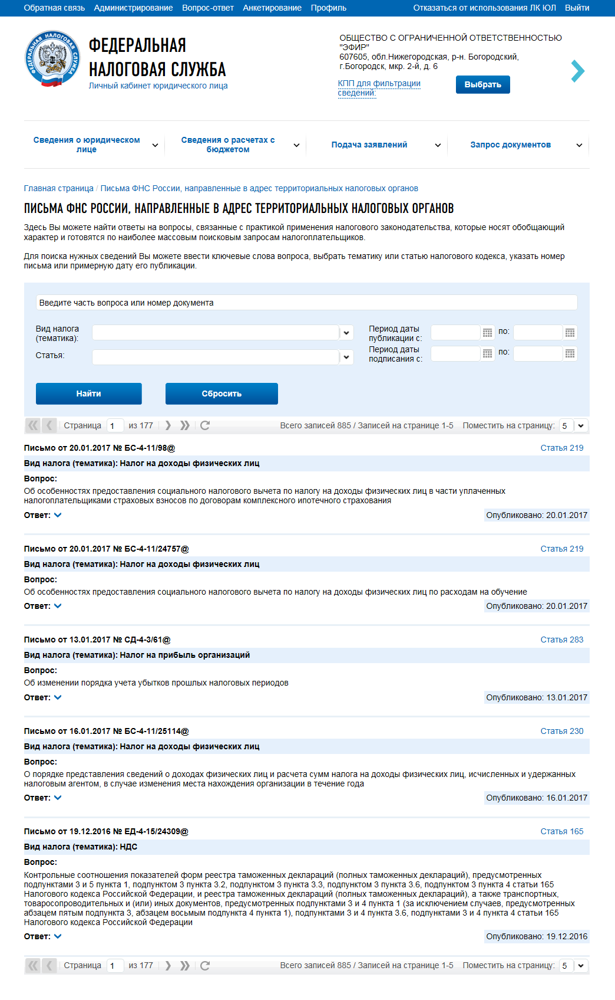 Обратная связь Администрирование Вопрос-ответ Анкетирование Профиль Отказаться от использования ЛК ЮЛ Выйти
ФЕДЕРАЛЬНАЯ НАЛОГОВАЯ СЛУЖБА
ФЕДЕРАЛЬНАЯ
НАЛОГОВАЯ СЛУЖБА
Личный кабинет юридического лица
ОБЩЕСТВО С ОГРАНИЧЕННОЙ ОТВЕТСТВЕННОСТЬЮ
"ЭФИР"
607605, обл.Нижегородская, р-н. Богородский,
г.Богородск, мкр. 2-й, д. 6
КПП для фильтрации
сведений:
Выбрать
Сведения о юридическом
лице
Сведения о расчетах с
бюджетом
Подача заявлений
Запрос документов
Главная страница / Письма ФНС России, направленные в адрес территориальных налоговых органов
ПИСЬМА ФНС РОССИИ, НАПРАВЛЕННЫЕ В АДРЕС ТЕРРИТОРИАЛЬНЫХ НАЛОГОВЫХ ОРГАНОВ
Здесь Вы можете найти ответы на вопросы, связанные с практикой применения налогового законодательства, которые носят обобщающий
характер и готовятся по наиболее массовым поисковым запросам налогоплательщиков.
Для поиска нужных сведений Вы можете ввести ключевые слова вопроса, выбрать тематику или статью налогового кодекса, указать номер
письма или примерную дату его публикации.
Введите часть вопроса или номер документа
Вид налога
(тематика):
Период даты
публикации с:
по:
Статья:
Период даты
подписания с:
по:
Найти
Сбросить
Страница 1 из 177 Всего записей 885 / Записей на странице 1-5 Поместить на страницу: 5
Письмо от 20.01.2017 № БС-4-11/98@ Статья 219
Вид налога (тематика): Налог на доходы физических лиц
Вопрос:
Об особенностях предоставления социального налогового вычета по налогу на доходы физических лиц в части уплаченных
налогоплательщиками страховых взносов по договорам комплексного ипотечного страхования
Ответ: Опубликовано: 20.01.2017
Письмо от 20.01.2017 № БС-4-11/24757@ Статья 219
Вид налога (тематика): Налог на доходы физических лиц
Вопрос:
Об особенностях предоставления социального налогового вычета по налогу на доходы физических лиц по расходам на обучение
Ответ: Опубликовано: 20.01.2017
Письмо от 13.01.2017 № СД-4-3/61@ Статья 283
Вид налога (тематика): Налог на прибыль организаций
Вопрос:
Об изменении порядка учета убытков прошлых налоговых периодов
Ответ: Опубликовано: 13.01.2017
Письмо от 16.01.2017 № БС-4-11/25114@ Статья 230
Вид налога (тематика): Налог на доходы физических лиц
Вопрос:
О порядке представления сведений о доходах физических лиц и расчета сумм налога на доходы физических лиц, исчисленных и удержанных
налоговым агентом, в случае изменения места нахождения организации в течение года
Ответ: Опубликовано: 16.01.2017
Письмо от 19.12.2016 № ЕД-4-15/24309@ Статья 165
Вид налога (тематика): НДС
Вопрос:
Контрольные соотношения показателей форм реестра таможенных деклараций (полных таможенных деклараций), предусмотренных
подпунктами 3 и 5 пункта 1, подпунктом 3 пункта 3.2, подпунктом 3 пункта 3.3, подпунктом 3 пункта 3.6, подпунктом 3 пункта 4 статьи 165
Налогового кодекса Российской Федерации, и реестра таможенных деклараций (полных таможенных деклараций), а также транспортных,
товаросопроводительных и (или) иных документов, предусмотренных подпунктами 3 и 4 пункта 1 (за исключением случаев, предусмотренных
абзацем пятым подпункта 3, абзацем восьмым подпункта 4 пункта 1), подпунктами 3 и 4 пункта 3.6, подпунктами 3 и 4 пункта 4 статьи 165
Налогового кодекса Российской Федерации
Ответ: Опубликовано: 19.12.2016
Страница 1 из 177 Всего записей 885 / Записей на странице 1-5 Поместить на страницу: 5